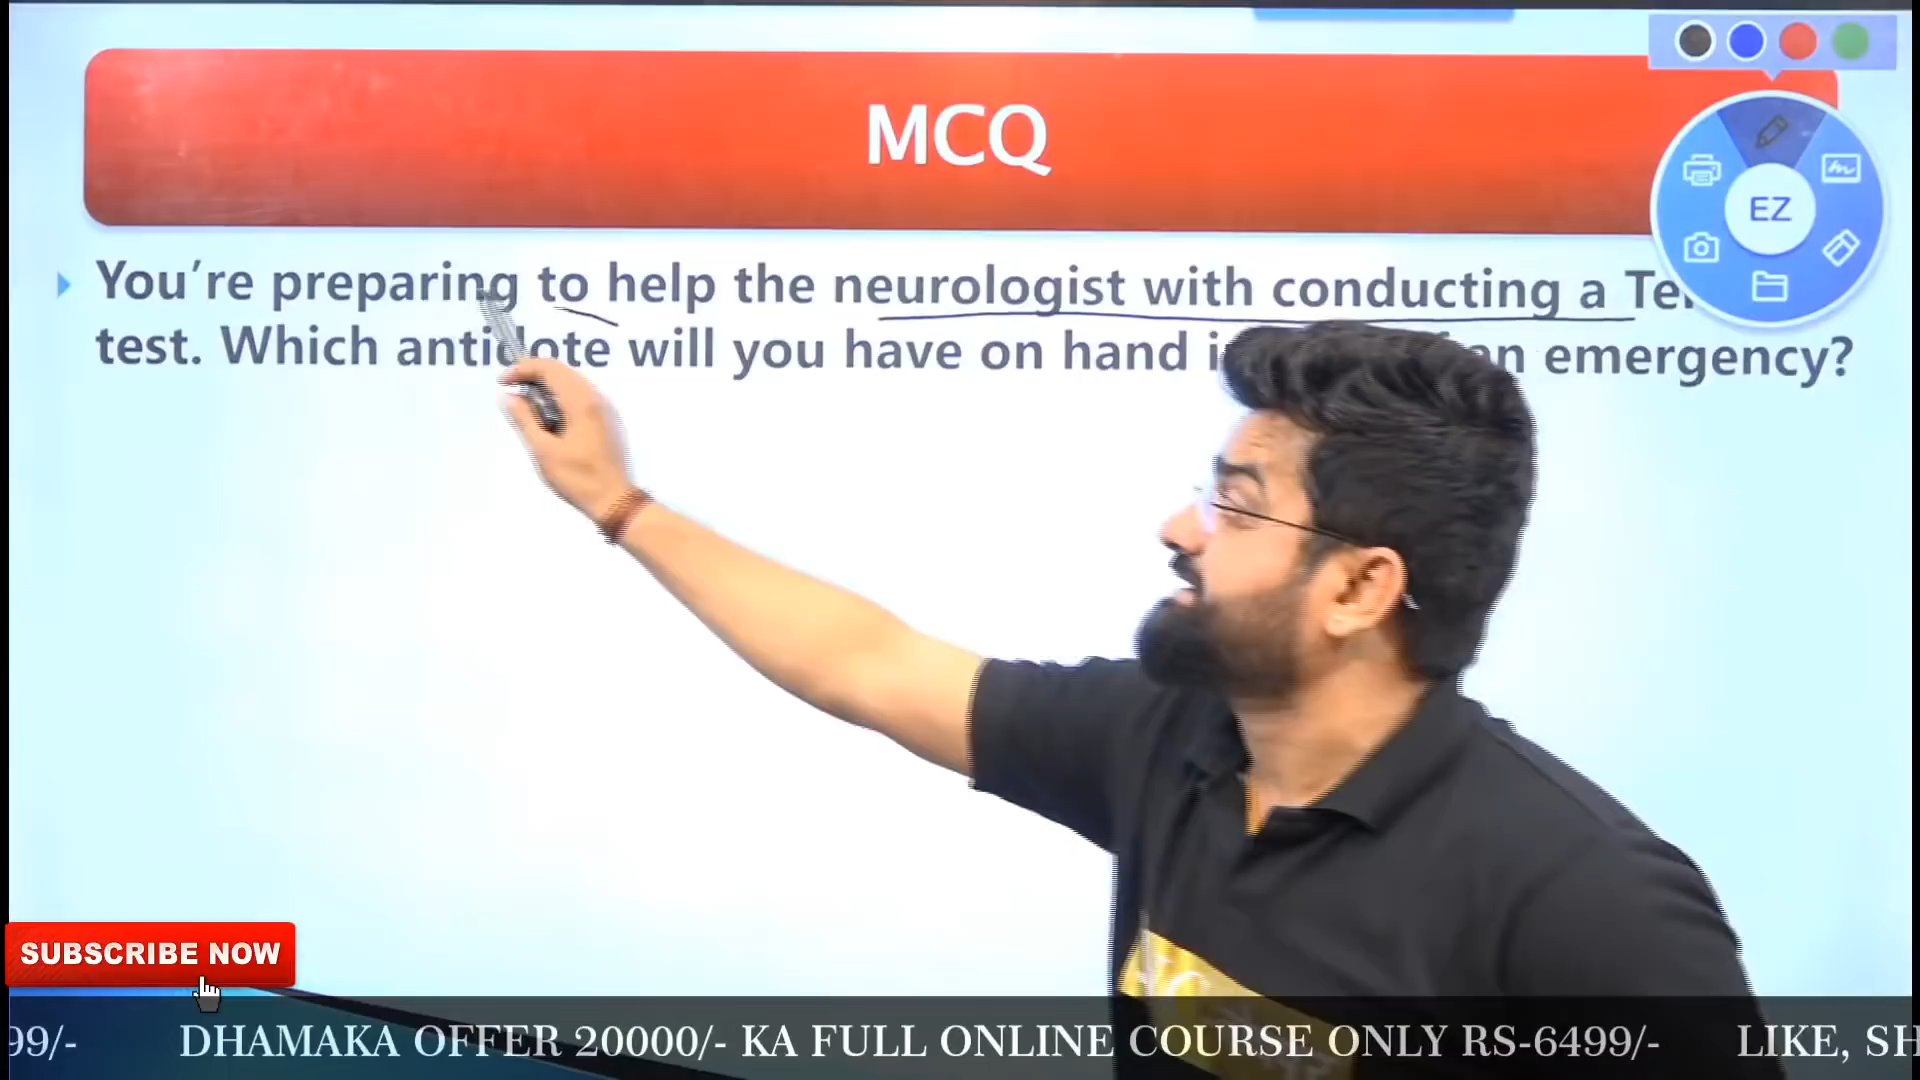 MCQ
EZ
You're preparing to help the neurologist with conducting a
test. Which antidote will you have on hand emergency?
SUBSCRIBE NOW
99/- DHAMAKA OFFER 20000/- KA FULL ONLINE COURSE ONLY RS-6499/- LIKE,